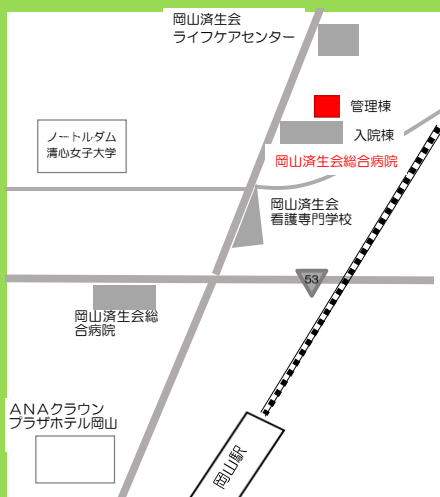 岡山済生会
ライフケアセンター
管理棟
入院棟
岡山済生会総合病院
ノートルダム
清心女子大学
岡山済生会
看護専門学校
53
岡山済生会総
合病院
ANAクラウン
プラザホテル岡山
岡山駅